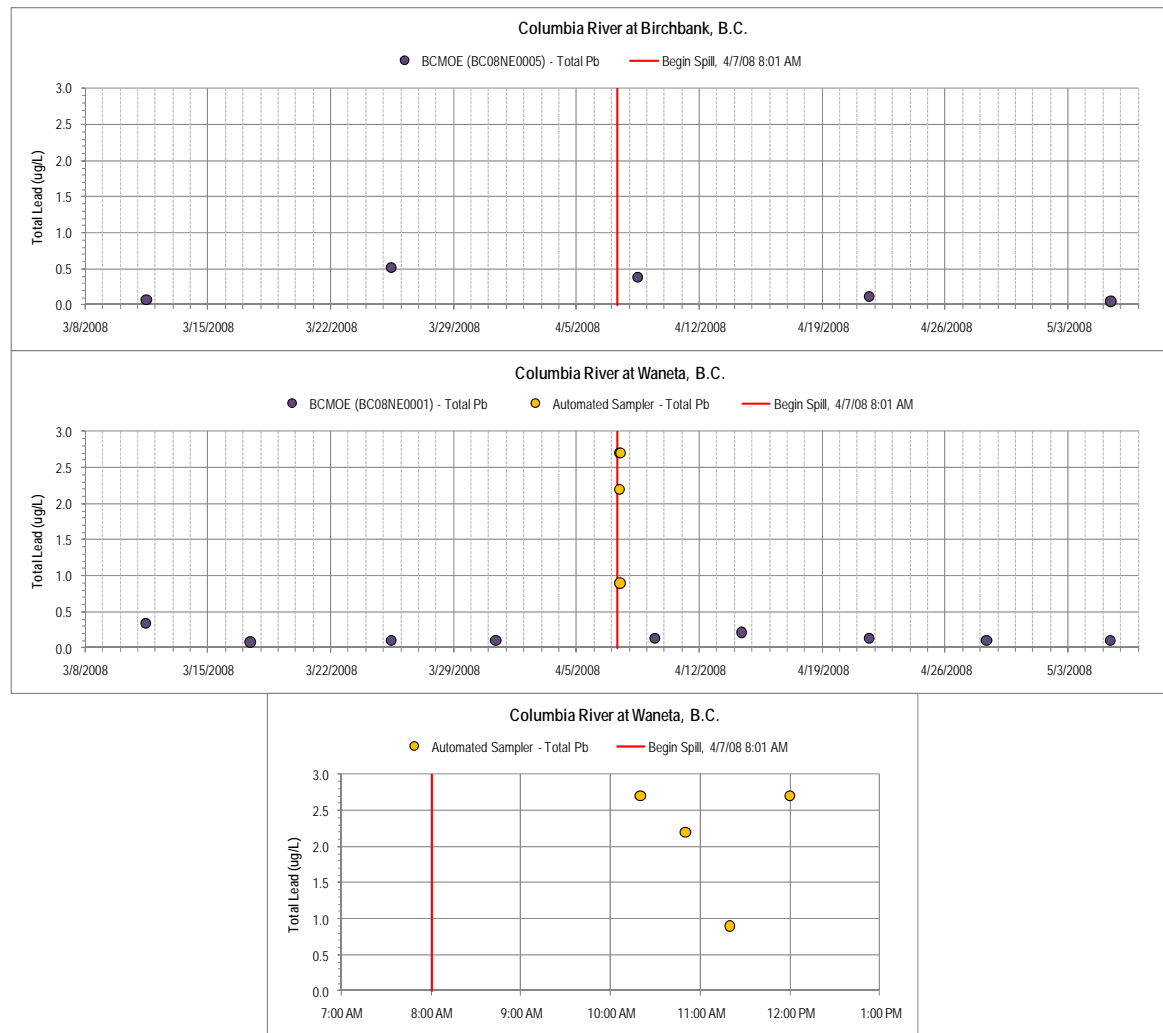 Columbia River at Birchbank, B.C.
BCMOE (BC08NE0005) - Total Pb Begin Spill, 4/7/08 8:01 AM
Total Lead (ug/L)
3.0
2.5
2.0
1.5
1.0
0.5
0.0
3/8/2008 3/15/2008 3/22/2008 3/29/2008 4/5/2008 4/12/2008 4/19/2008 4/26/2008 5/3/2008
Columbia River at Waneta, B.C.
BCMOE (BC08NE0001) - Total Pb Automated Sampler - Total Pb Begin Spill, 4/7/08 8:01 AM
Total Lead (ug/L)
3.0
2.5
2.0
1.5
1.0
0.5
0.0
3/8/2008 3/15/2008 3/22/2008 3/29/2008 4/5/2008 4/12/2008 4/19/2008 4/26/2008 5/3/2008
Columbia River at Waneta, B.C.
Automated Sampler - Total Pb Begin Spill, 4/7/08 8:01 AM
Total Lead (ug/L)
3.0
2.5
2.0
1.5
1.0
0.5
0.0
7:00 AM 8:00 AM 9:00 AM 10:00 AM 11:00 AM 12:00 PM 1:00 PM